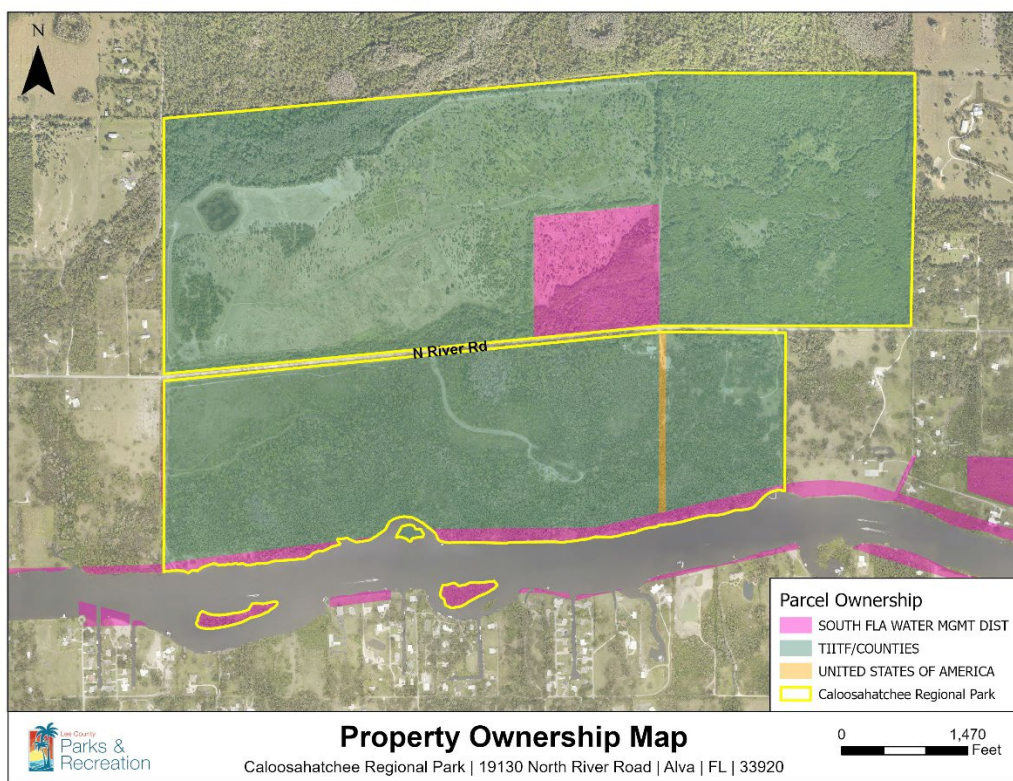 N
N River Rd
Parcel Ownership
SOUTH FLA WATER MGMT DIST
TIITF/COUNTIES
UNITED STATES OF AMERICA
Caloosahatchee Regional Park
Lee County
Parks &
Recreation
Property Ownership Map
Caloosahatchee Regional Park | 19130 North River Road | Alva | FL | 33920
0 1,470
Feet